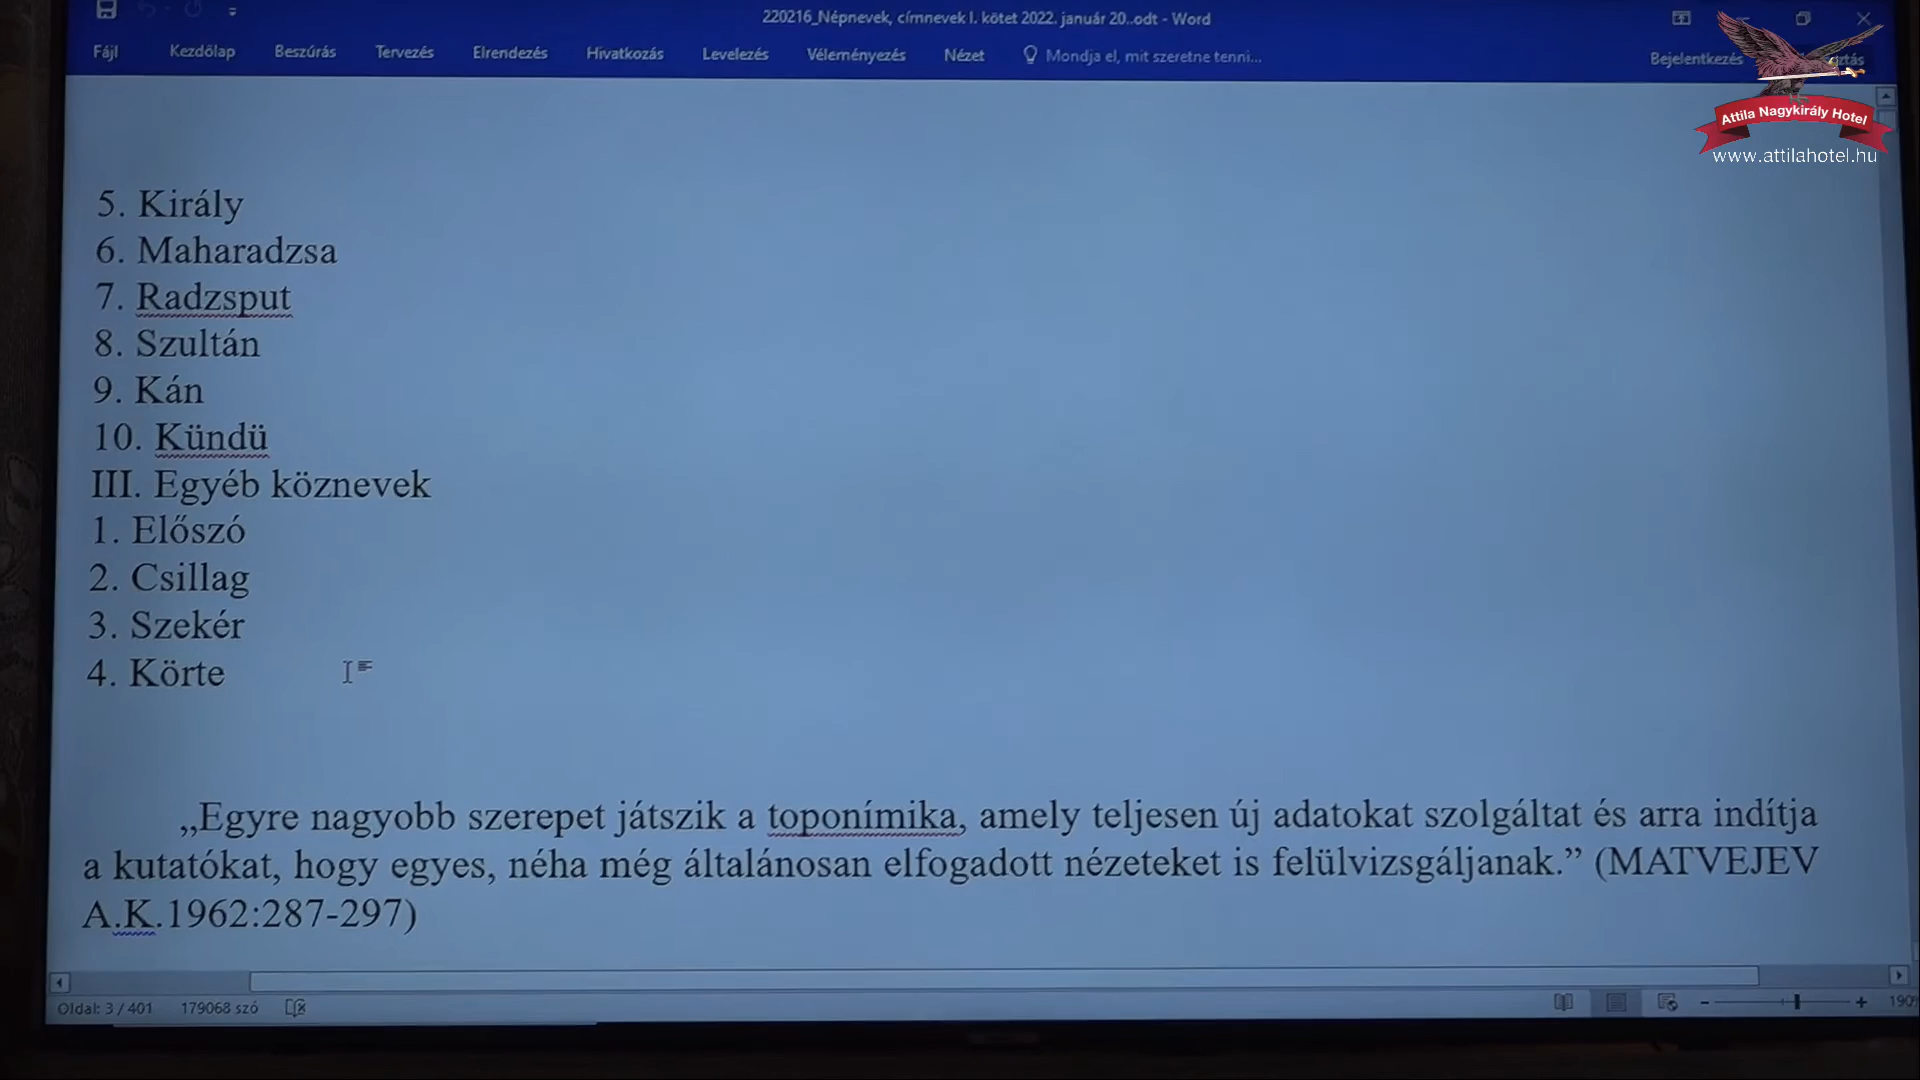 220216_Népnevek, címnevek I. kötet 2022. január 20..odt - Word
Fájl Kezdőlap Beszúrás Tervezés Elrendezés Hivatkozás Levelezés Véleményezés Nézet Mondja el, mit szeretne tenni... Bejelentkezés
Attila Nagykirály Hotel
www.attilahotel.hu
5. Király
6. Maharadzsa
7. Radzsput
8. Szultán
9. Kán
10. Kündü
III. Egyéb köznevek
1. Előszó
2. Csillag
3. Szekér
4. Körte
„Egyre nagyobb szerepet játszik a toponímika, amely teljesen új adatokat szolgáltat és arra indítja
a kutatókat, hogy egyes, néha még általánosan elfogadott nézeteket is felülvizsgáljanak.” (MATVEJEV
A.K.1962:287-297)
Oldal: 3 / 401 179068 szó